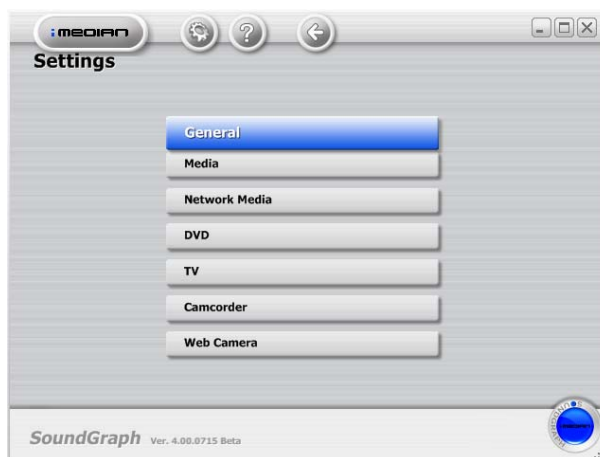 iMEDIAN
Settings
General
Media
Network Media
DVD
TV
Camcorder
Web Camera
SoundGraph Ver. 4.00.0715 Beta